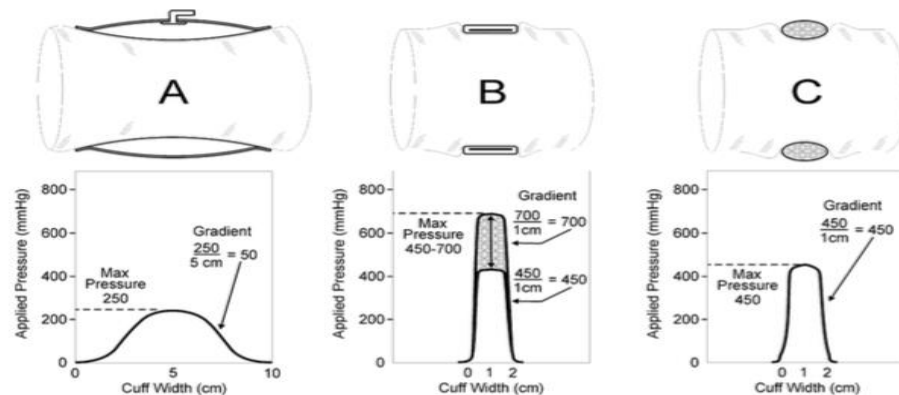 A
B
C
Applied Pressure (mmHg)
800
600
400
200
0
Max
Pressure
250
Gradient
250
5 cm = 50
0
5
10
Cuff Width (cm)
Applied Pressure (mmHg)
800
600
400
200
0
Max
Pressure
450-700
Gradient
700
1cm = 700
450
1cm = 450
0
1
2
Cuff Width (cm)
Applied Pressure (mmHg)
800
600
400
200
0
Max
Pressure
450
Gradient
450
1cm = 450
0
1
2
Cuff Width (cm)